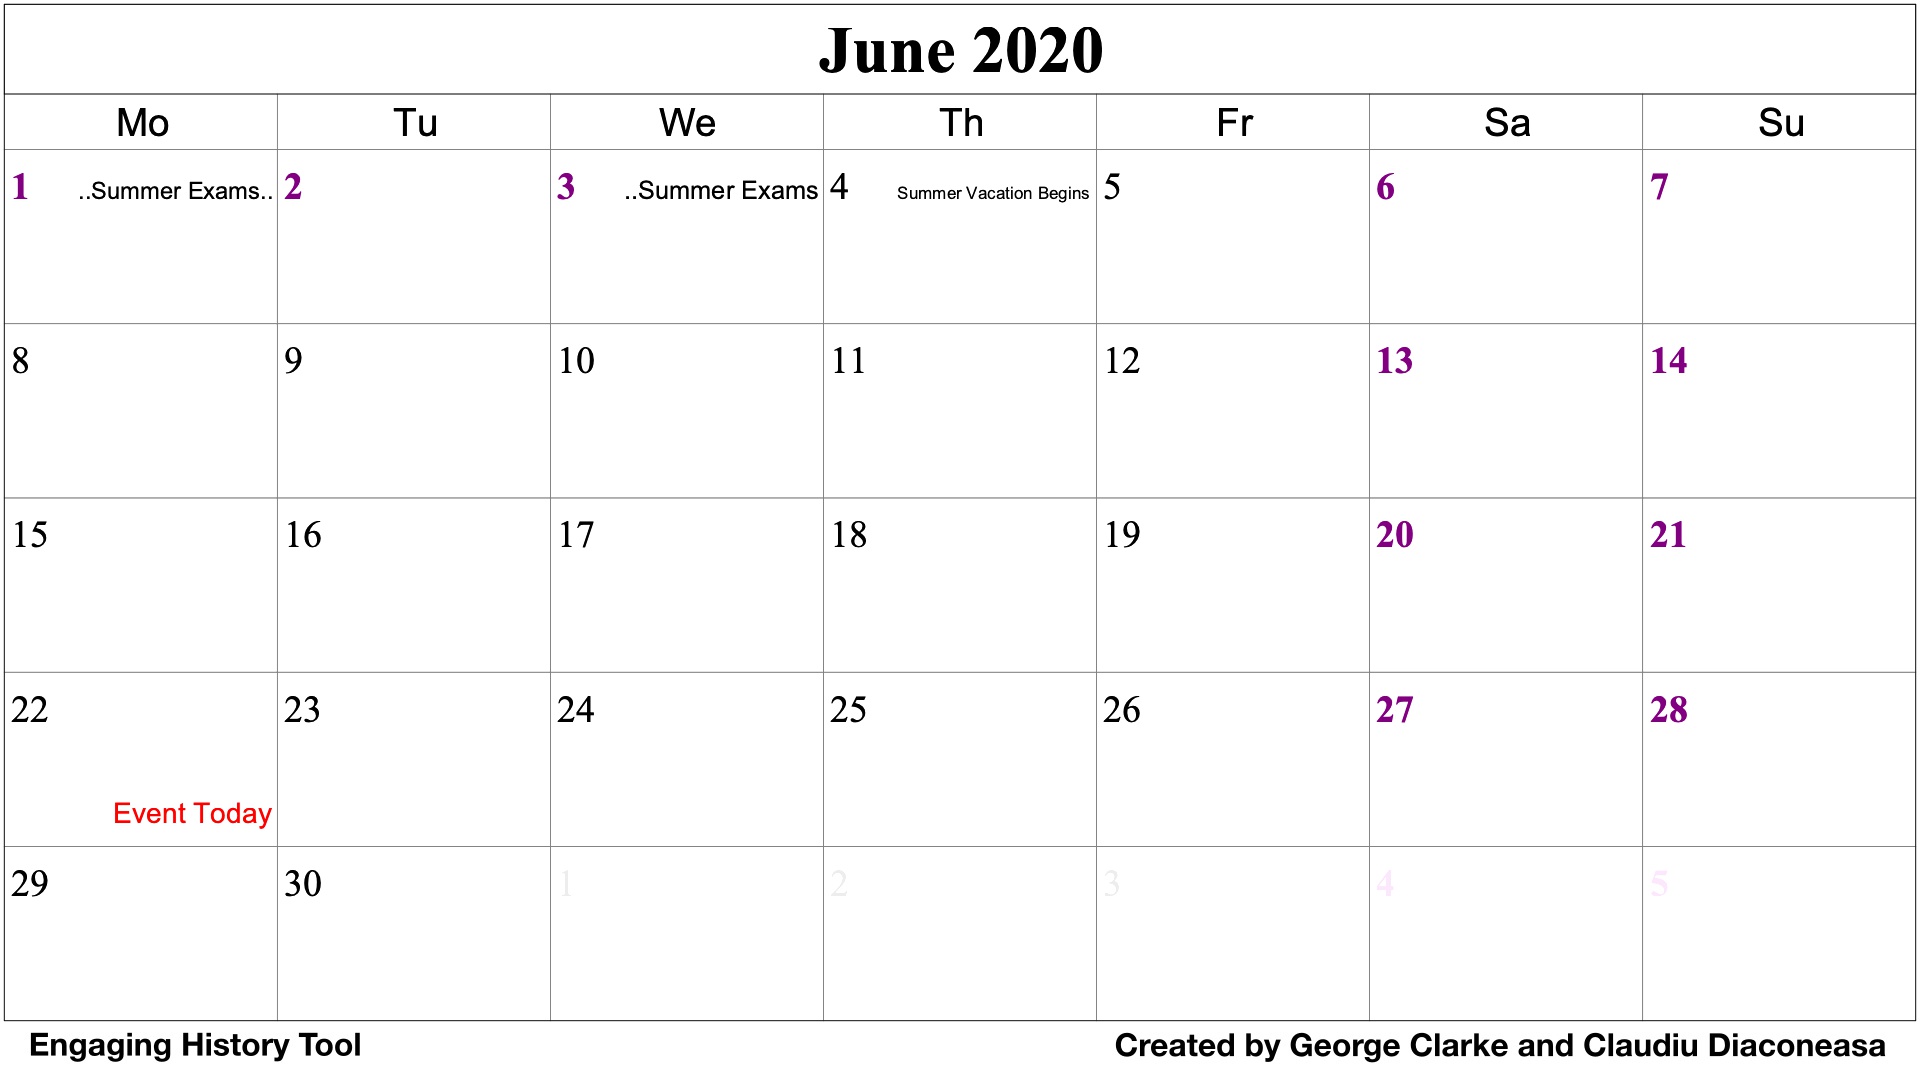 June 2020
Mo Tu We Th Fr Sa Su
1 ..Summer Exams.. 2 3 ..Summer Exams 4 Summer Vacation Begins 5 6 7
8 9 10 11 12 13 14
15 16 17 18 19 20 21
22 23 24 25 26 27 28
Event Today
29 30 1 2 3 4 5
Engaging History Tool Created by George Clarke and Claudiu Diaconeasa